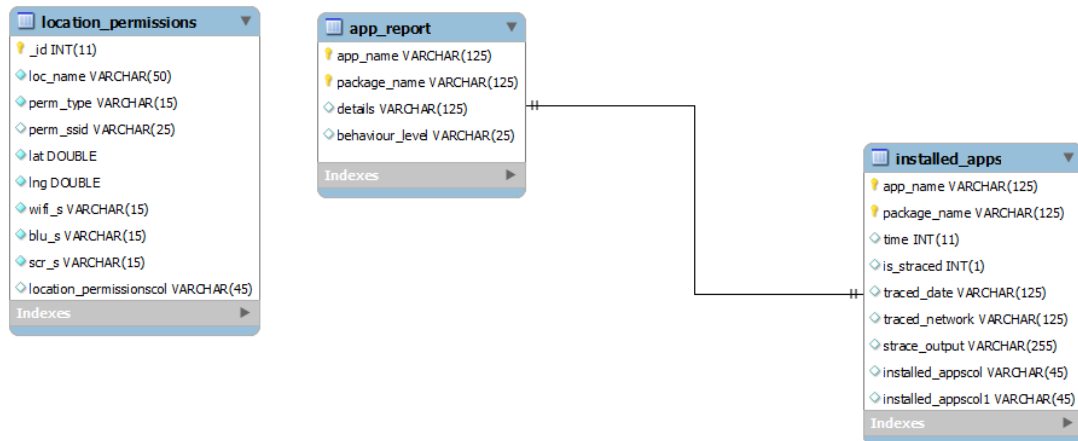 location_permissions
_id INT(11)
loc_name VARCHAR(50)
perm_type VARCHAR(15)
perm_ssid VARCHAR(25)
lat DOUBLE
lng DOUBLE
wifi_s VARCHAR(15)
blu_s VARCHAR(15)
scr_s VARCHAR(15)
location_permissionscol VARCHAR(45)
Indexes
app_report
app_name VARCHAR(125)
package_name VARCHAR(125)
details VARCHAR(125)
behaviour_level VARCHAR(25)
Indexes
installed_apps
app_name VARCHAR(125)
package_name VARCHAR(125)
time INT(11)
is_straced INT(1)
traced_date VARCHAR(125)
traced_network VARCHAR(125)
strace_output VARCHAR(255)
installed_appscol VARCHAR(45)
installed_appscol1 VARCHAR(45)
Indexes